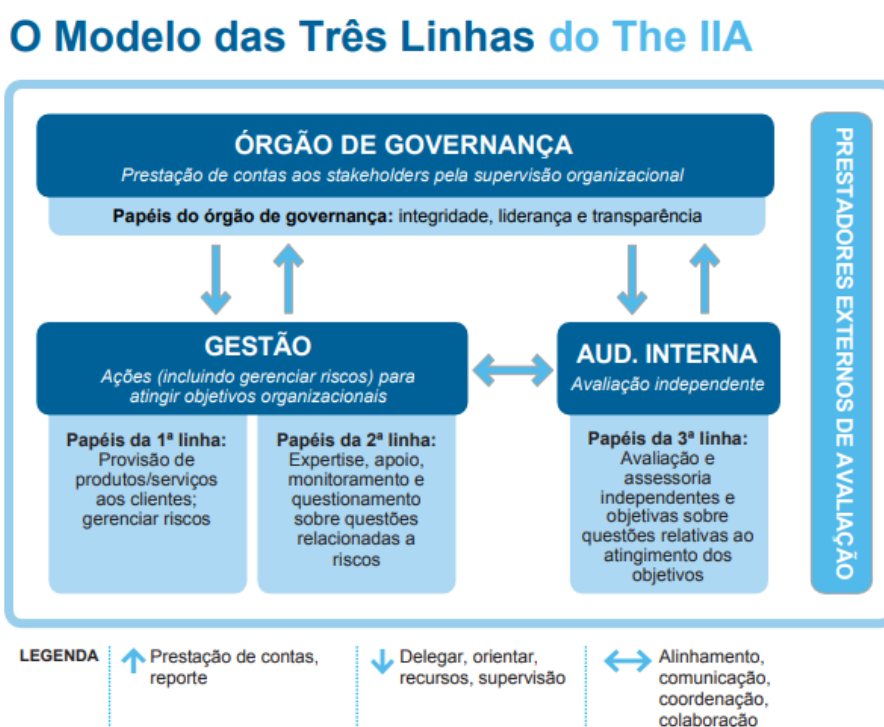 O Modelo das Três Linhas do The IIA
ÓRGÃO DE GOVERNANÇA
Prestação de contas aos stakeholders pela supervisão organizacional
Papéis do órgão de governança: integridade, liderança e transparência
GESTÃO
Ações (incluindo gerenciar riscos) para
atingir objetivos organizacionais
Papéis da 1ª linha:
Provisão de
produtos/serviços
aos clientes;
gerenciar riscos
Papéis da 2ª linha:
Expertise, apoio,
monitoramento e
questionamento
sobre questões
relacionadas a
riscos
AUD. INTERNA
Avaliação independente
Papéis da 3ª linha:
Avaliação e
assessoria
independentes e
objetivas sobre
questões relativas ao
atingimento dos
objetivos
PRESTADORES EXTERNOS DE AVALIAÇÃO
LEGENDA
Prestação de contas,
reporte
Delegar, orientar,
recursos, supervisão
Alinhamento,
comunicação,
coordenação,
colaboração